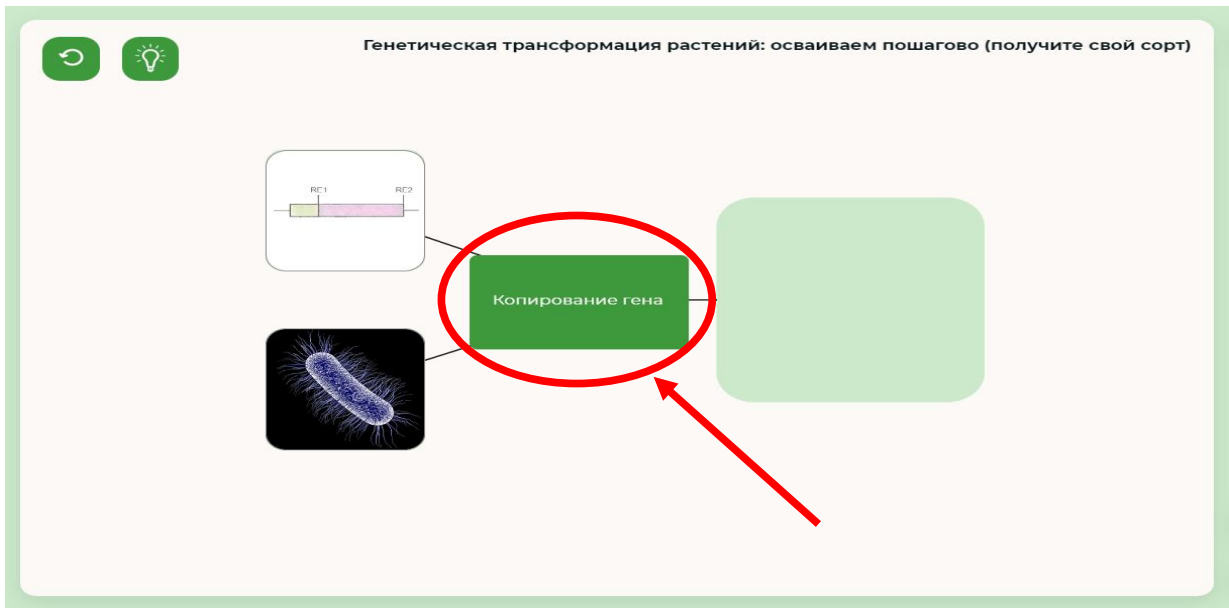 Генетическая трансформация растений: осваиваем пошагово (получите свой сорт)
RE1 RE2
Копирование гена